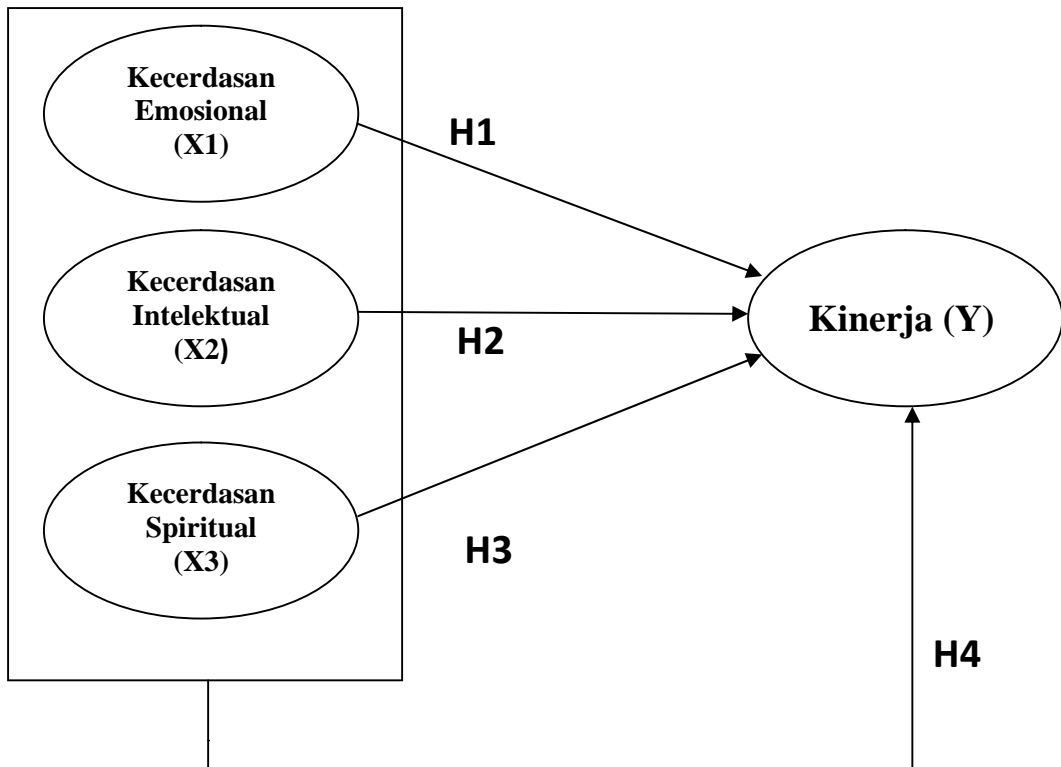 Kecerdasan
Emosional
(X1)
H1
Kecerdasan
Intelektual
(X2)
H2
Kinerja (Y)
Kecerdasan
Spiritual
(X3)
H3
H4